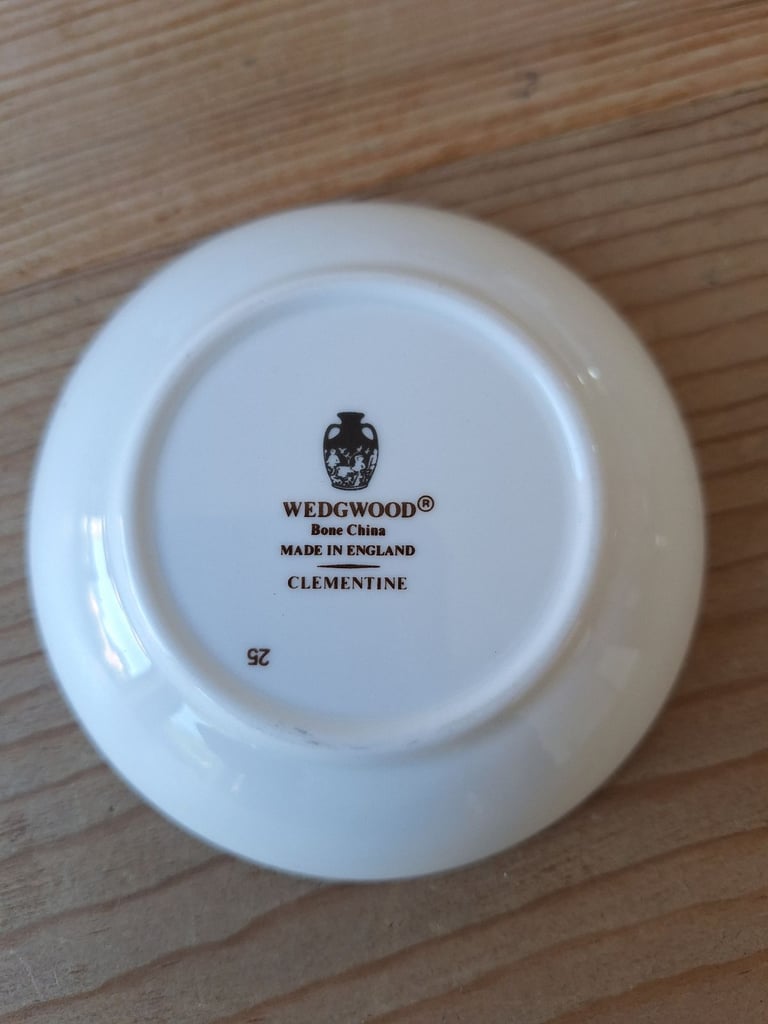 WEDGWOOD®
Bone China
MADE IN ENGLAND
CLEMENTINE
25